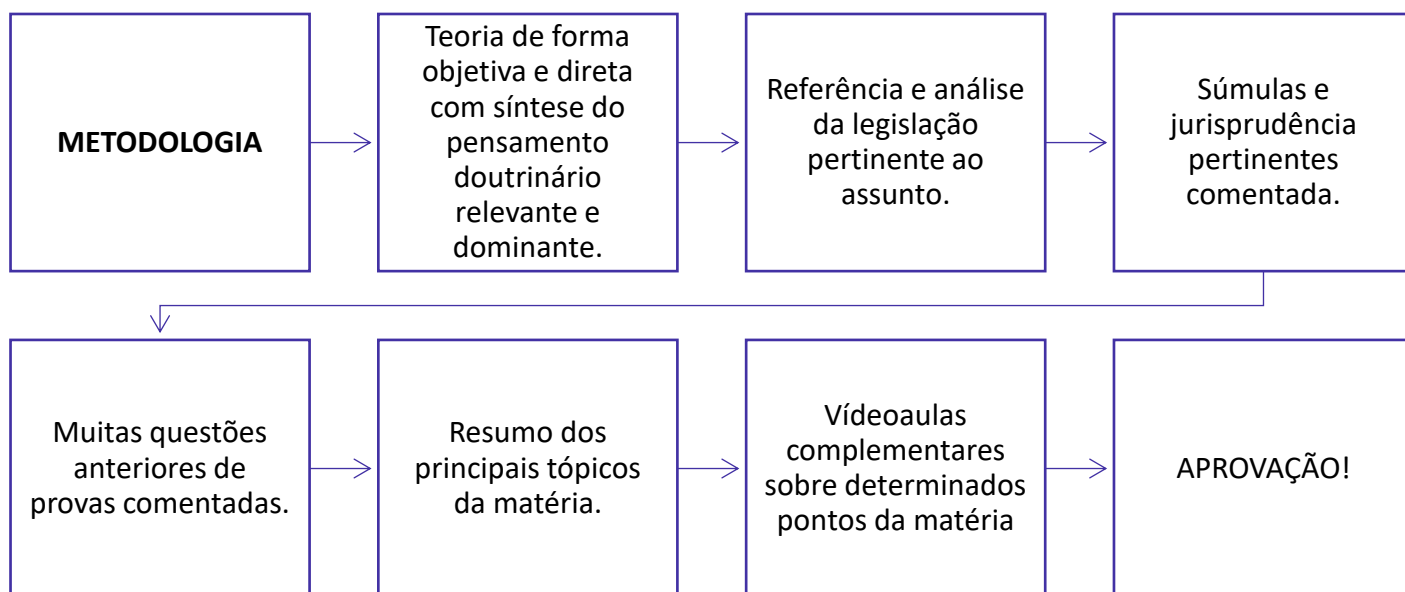 METODOLOGIA
Teoria de forma
objetiva e direta
com síntese do
pensamento
doutrinário
relevante e
dominante.
Referência e análise
da legislação
pertinente ao
assunto.
Súmulas e
jurisprudência
pertinentes
comentada.
Muitas questões
anteriores de
provas comentadas.
Resumo dos
principais tópicos
da matéria.
Vídeoaulas
complementares
sobre determinados
pontos da matéria
APROVAÇÃO!